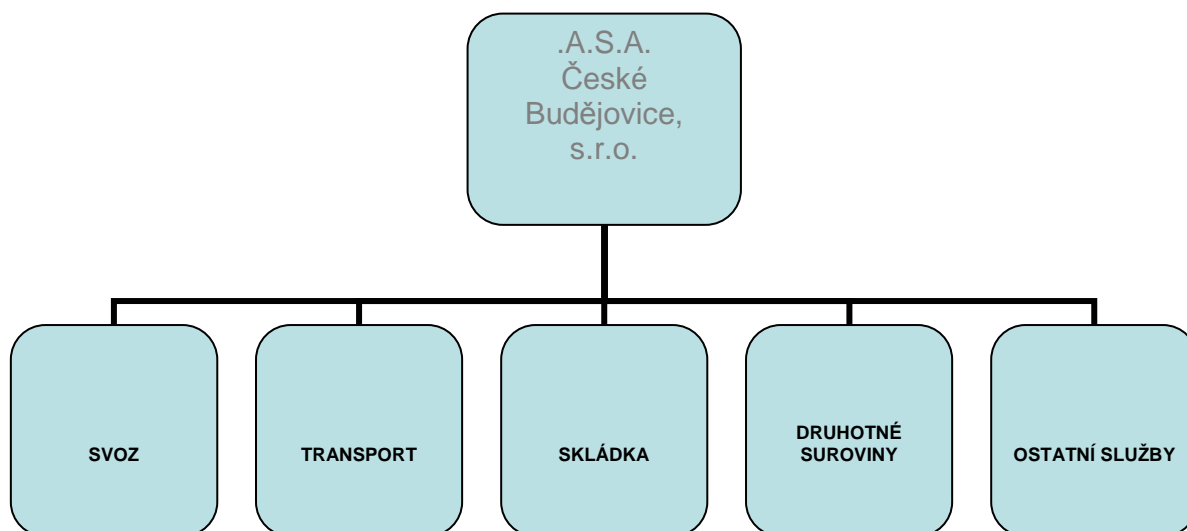 .A.S.A.
České
Budějovice,
s.r.o.
SVOZ
TRANSPORT
SKLÁDKA
DRUHOTNÉ
SUROVINY
OSTATNÍ SLUŽBY